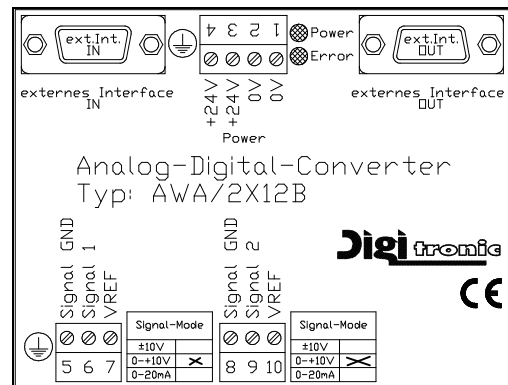 ext.Int.
IN
4 3 2 1
Power
Error
ext.Int.
OUT
externes Interface
IN
+24V
+24V
0V
0V
Power
externes Interface
OUT
Analog-Digital-Converter
Typ: AWA/2X12B
Signal GND
Signal 1
VREF
Signal GND
Signal 2
VREF
Digitronic
CE
5 6 7
Signal-Mode
±10V
0-+10V X
0-20mA
8 9 10
Signal-Mode
±10V
0-+10V X
0-20mA